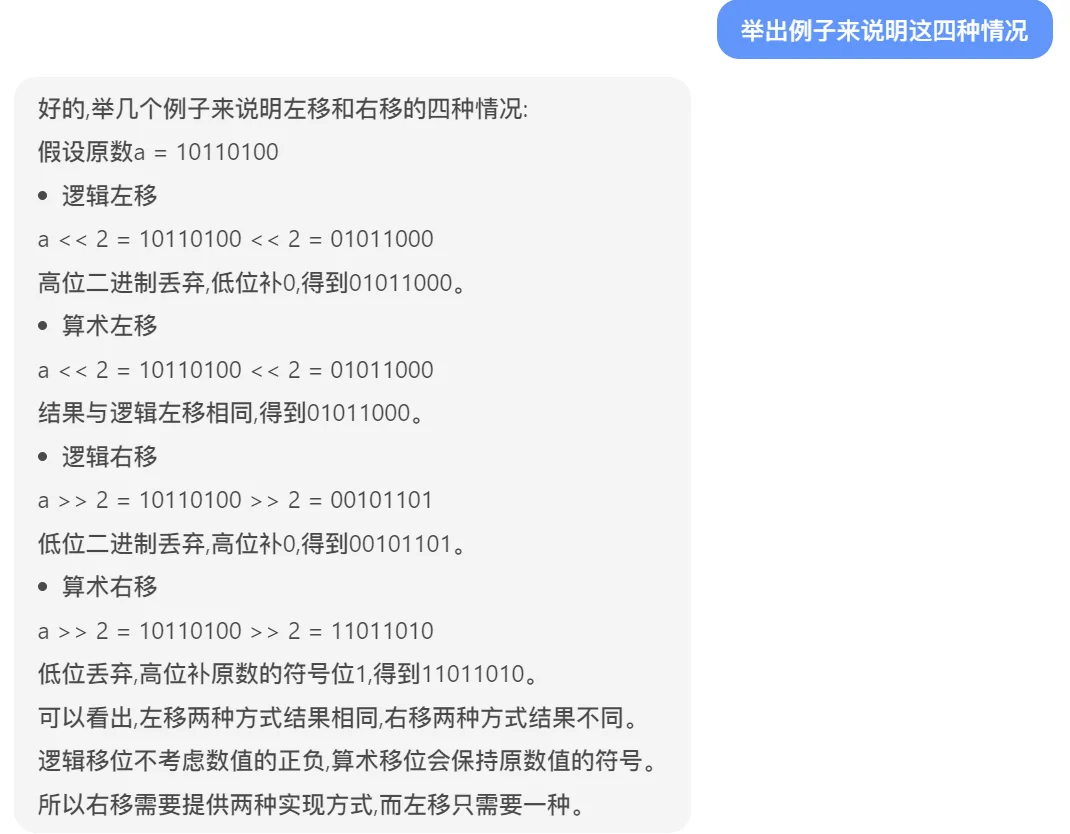 举出例子来说明这四种情况
好的,举几个例子来说明左移和右移的四种情况:
假设原数a = 10110100
• 逻辑左移
a << 2 = 10110100 << 2 = 01011000
高位二进制丢弃,低位补0,得到01011000。
• 算术左移
a << 2 = 10110100 << 2 = 01011000
结果与逻辑左移相同,得到01011000。
• 逻辑右移
a >> 2 = 10110100 >> 2 = 00101101
低位二进制丢弃,高位补0,得到00101101。
• 算术右移
a >> 2 = 10110100 >> 2 = 11011010
低位丢弃,高位补原数的符号位1,得到11011010。
可以看出,左移两种方式结果相同,右移两种方式结果不同。
逻辑移位不考虑数值的正负,算术移位会保持原数值的符号。
所以右移需要提供两种实现方式,而左移只需要一种。